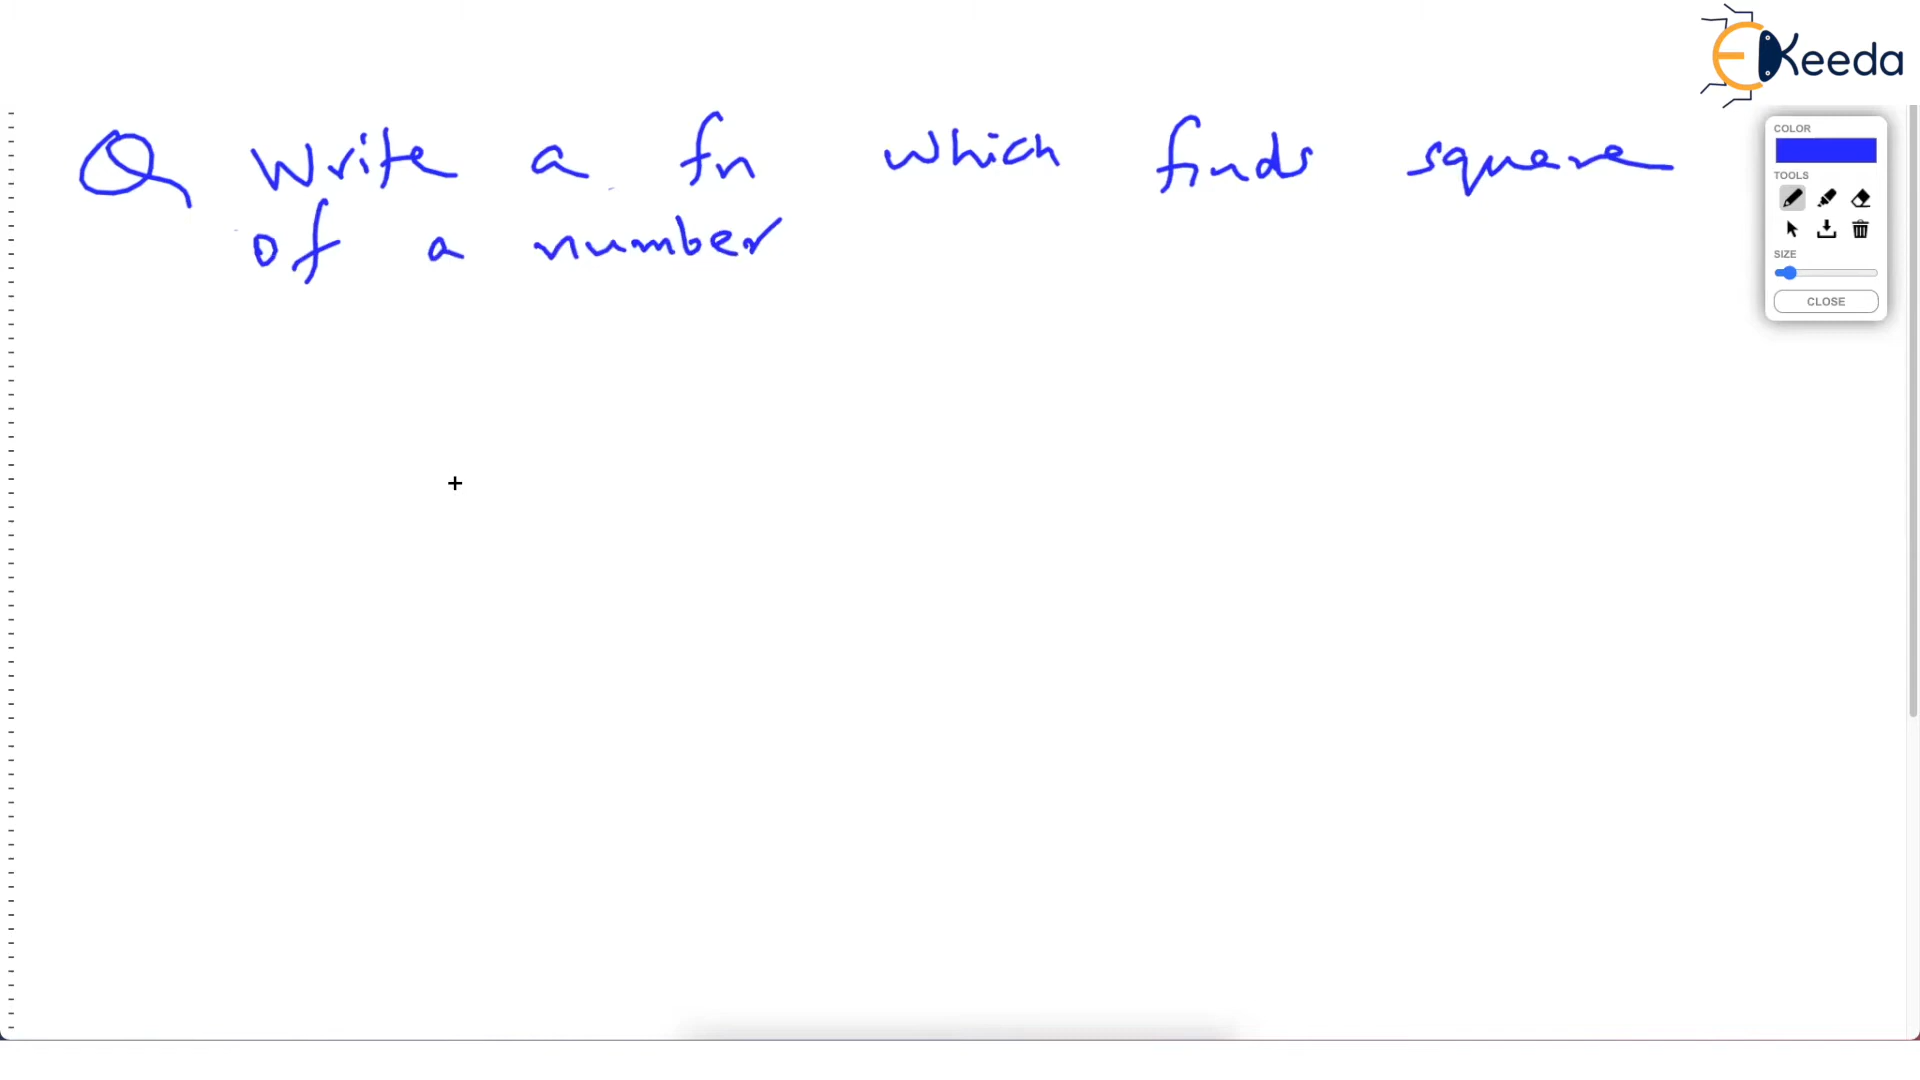 EKeeda
Q Write a fn which finds square
of a number
COLOR
TOOLS
SIZE
CLOSE